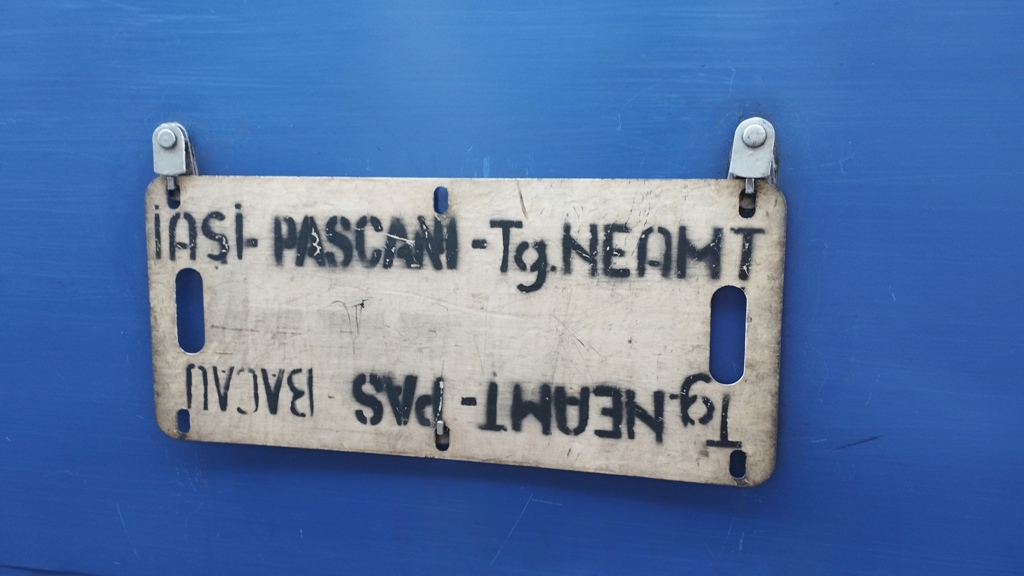 IAŞI - PASCANI - Tg. NEAMT
Tg. NEAMT - PAS - BACAU